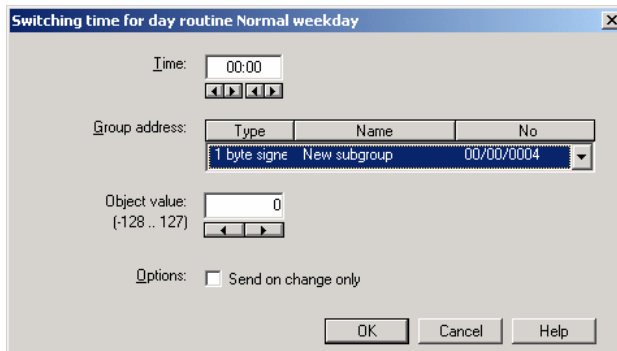 Switching time for day routine Normal weekday
Time: 00:00
Group address: Type Name No
1 byte signe New subgroup 00/00/0004
Object value: 0
(-128 .. 127)
Options: Send on change only
OK Cancel Help